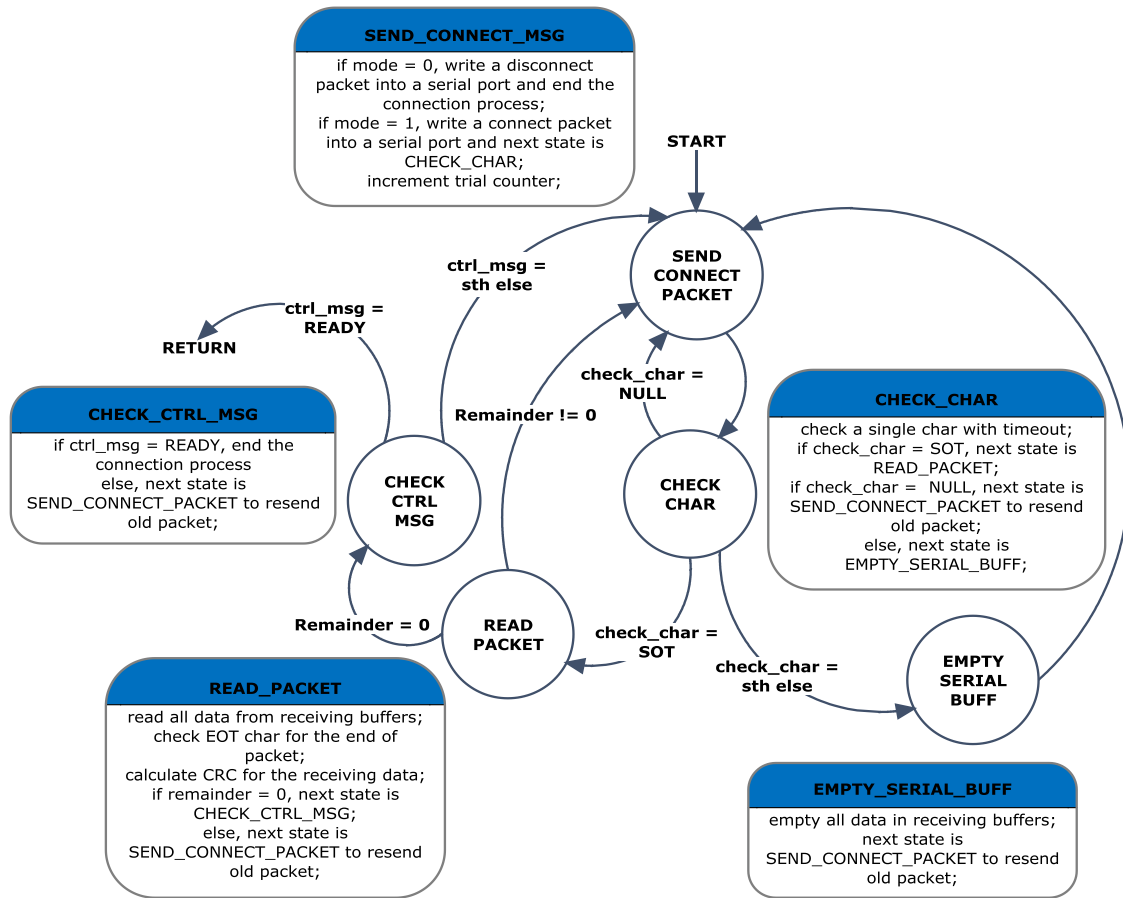 SEND_CONNECT_MSG
if mode = 0, write a disconnect
packet into a serial port and end the
connection process;
if mode = 1, write a connect packet
into a serial port and next state is
CHECK_CHAR;
increment trial counter;
START
SEND
CONNECT
PACKET
ctrl_msg =
sth else
ctrl_msg =
READY
RETURN
check_char =
NULL
Remainder != 0
CHECK_CTRL_MSG
if ctrl_msg = READY, end the
connection process
else, next state is
SEND_CONNECT_PACKET to resend
old packet;
CHECK
CTRL
MSG
CHECK
CHAR
CHECK_CHAR
check a single char with timeout;
if check_char = SOT, next state is
READ_PACKET;
if check_char =  NULL, next state is
SEND_CONNECT_PACKET to resend
old packet;
else, next state is
EMPTY_SERIAL_BUFF;
Remainder = 0
READ
PACKET
check_char =
SOT
check_char =
sth else
EMPTY
SERIAL
BUFF
READ_PACKET
read all data from receiving buffers;
check EOT char for the end of
packet;
calculate CRC for the receiving data;
if remainder = 0, next state is
CHECK_CTRL_MSG;
else, next state is
SEND_CONNECT_PACKET to resend
old packet;
EMPTY_SERIAL_BUFF
empty all data in receiving buffers;
next state is
SEND_CONNECT_PACKET to resend
old packet;